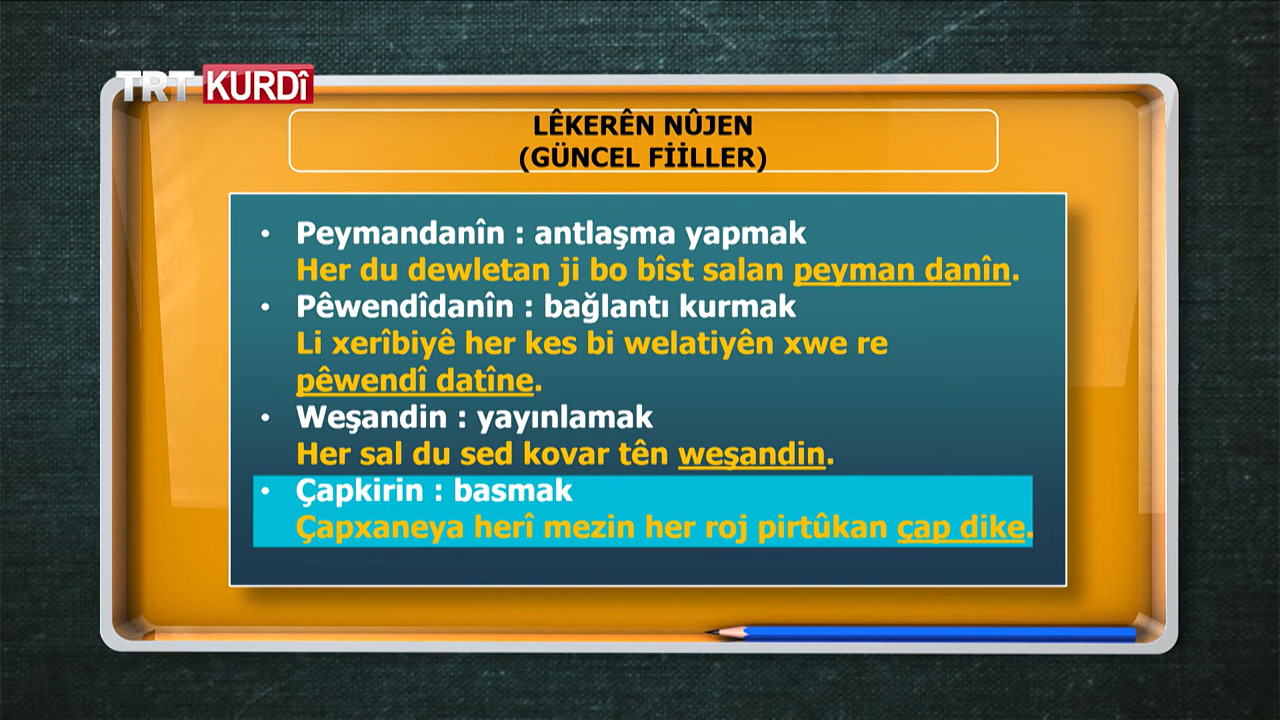 TRT KURDÎ
LÊKERÊN NÛJEN
(GÜNCEL FİİLLER)
• Peymandanîn : antlaşma yapmak
Her du dewletan ji bo bîst salan peyman danîn.
• Pêwendîdanîn : bağlantı kurmak
Li xerîbiyê her kes bi welatiyên xwe re
pêwendî datîne.
• Weşandin : yayınlamak
Her sal du sed kovar tên weşandin.
• Çapkirin : basmak
Çapxaneya herî mezin her roj pirtûkan çap dike.